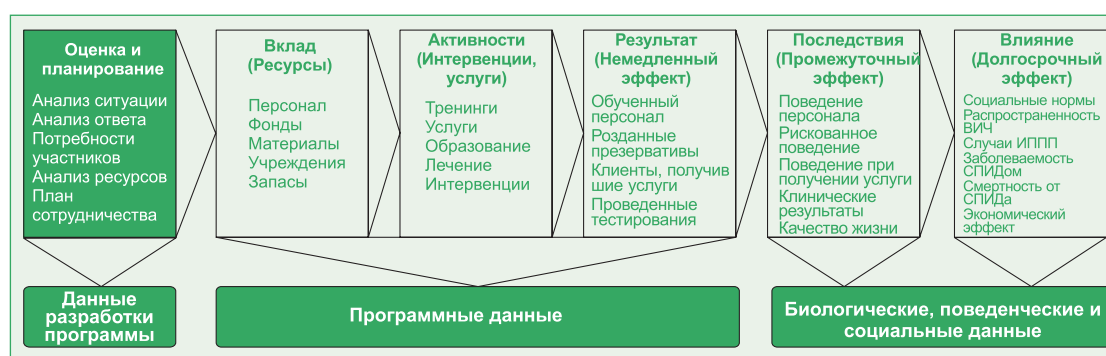 Оценка и
планирование
Анализ ситуации
Анализ ответа
Потребности
участников
Анализ ресурсов
План
сотрудничества
Вклад
(Ресурсы)
Персонал
Фонды
Материалы
Учреждения
Запасы
Активности
(Интервенции,
услуги)
Тренинги
Услуги
Образование
Лечение
Интервенции
Результат
(Немедленный
эффект)
Обученный
персонал
Розданные
презервативы
Клиенты, получив
шие услуги
Проведенные
тестирования
Последствия
(Промежуточный
эффект)
Поведение
персонала
Рискованное
поведение
Поведение при
получении услуги
Клинические
результаты
Качество жизни
Влияние
(Долгосрочный
эффект)
Социальные нормы
Распространенность
ВИЧ
Случаи ИППП
Заболеваемость
СПИДом
Смертность от
СПИДа
Экономический
эффект
Данные
разработки
программы
Программные данные
Биологические, поведенческие и
социальные данные